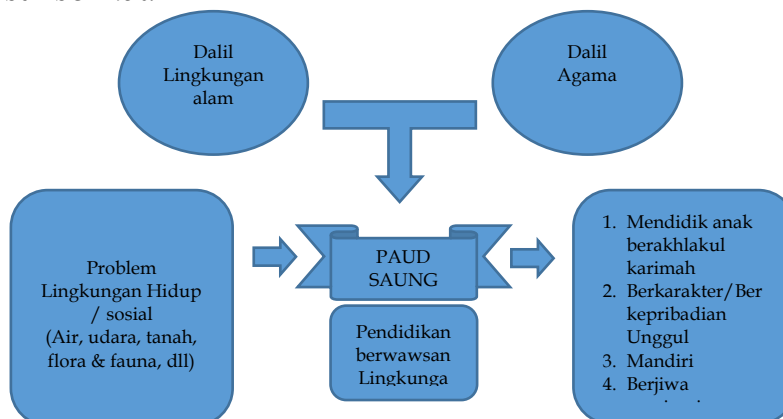 Dalil
Lingkungan
alam
Dalil
Agama
Problem
Lingkungan Hidup
/ sosial
(Air, udara, tanah,
flora & fauna, dll)
PAUD
SAUNG
Pendidikan
berwawsan
Lingkunga
1. Mendidik anak
berakhlakul
karimah
2. Berkarakter/Ber
kepribadian
Unggul
3. Mandiri
4. Berjiwa